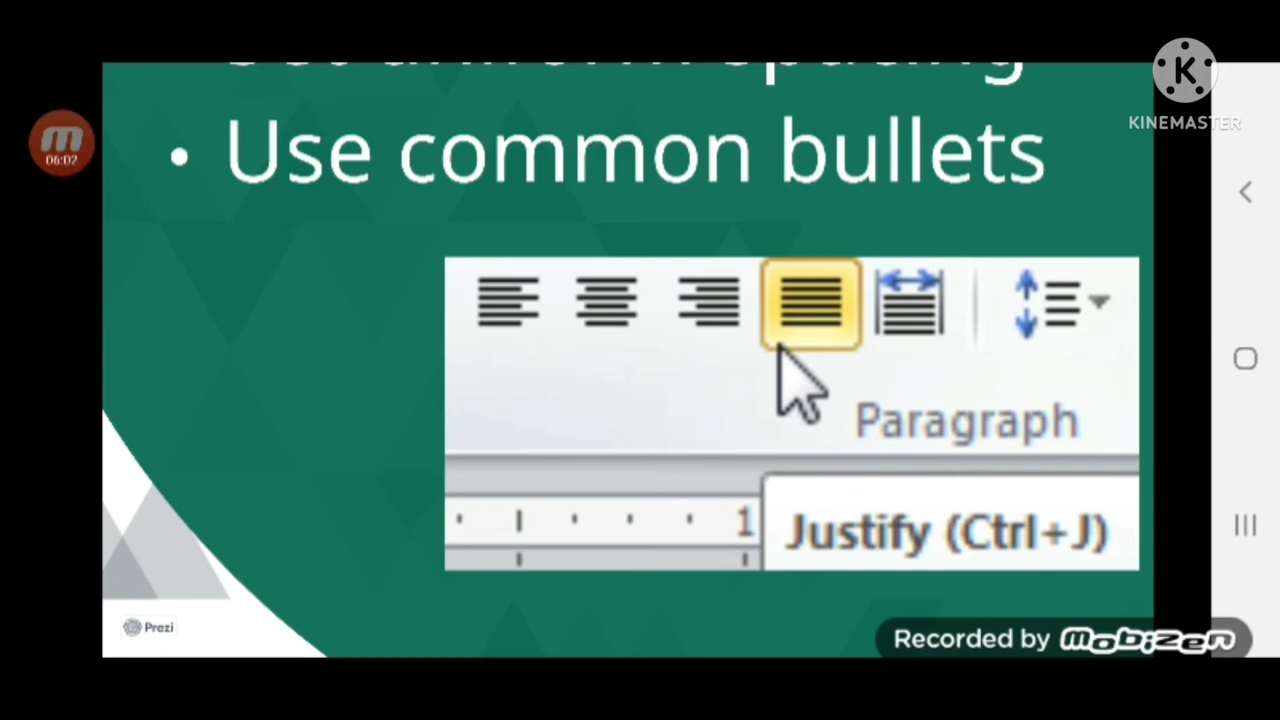 KINEMASTER
06:02
• Use common bullets
Paragraph
1
Justify (Ctrl+J)
Prezi
Recorded by mobizen